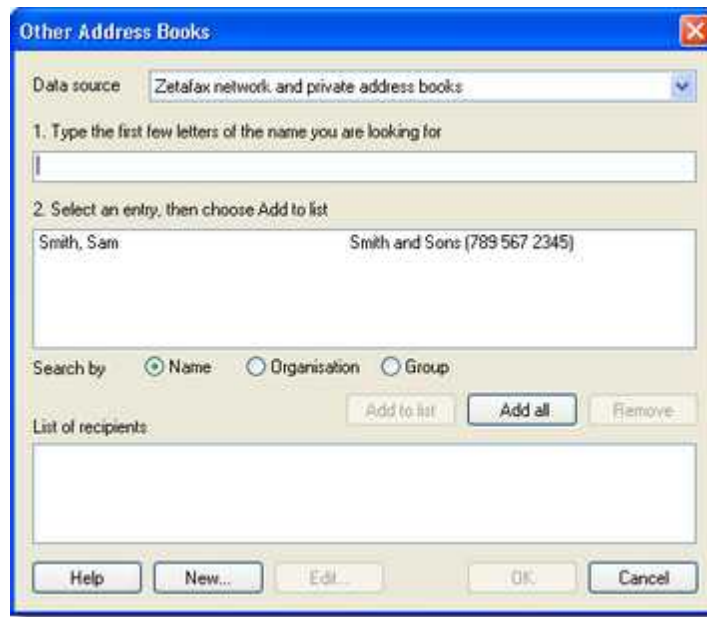 Other Address Books
Data source Zetafax network and private address books
1. Type the first few letters of the name you are looking for
2. Select an entry, then choose Add to list
Smith, Sam Smith and Sons (789 567 2345)
Search by Name Organisation Group
Add to list Add all Remove
List of recipients
Help New... Edit... OK Cancel